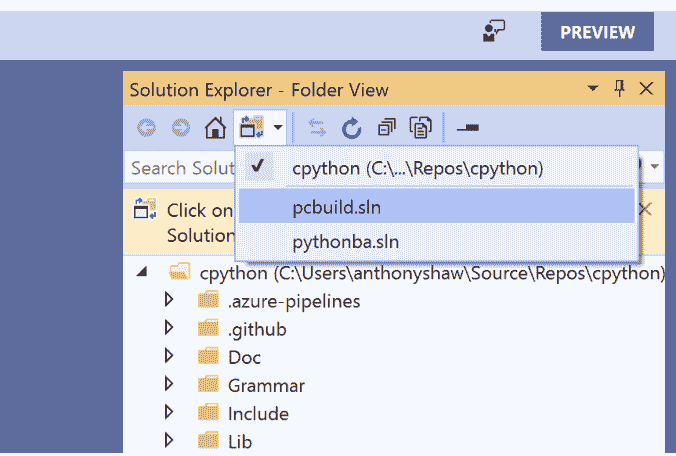 PREVIEW
Solution Explorer - Folder View
Search Solut
cpython (C:\...\Repos\cpython)
pcbuild.sln
Click on
Solution
pythonba.sln
cpython (C:\Users\anthonyshaw\Source\Repos\cpython)
.azure-pipelines
.github
Doc
Grammar
Include
Lib